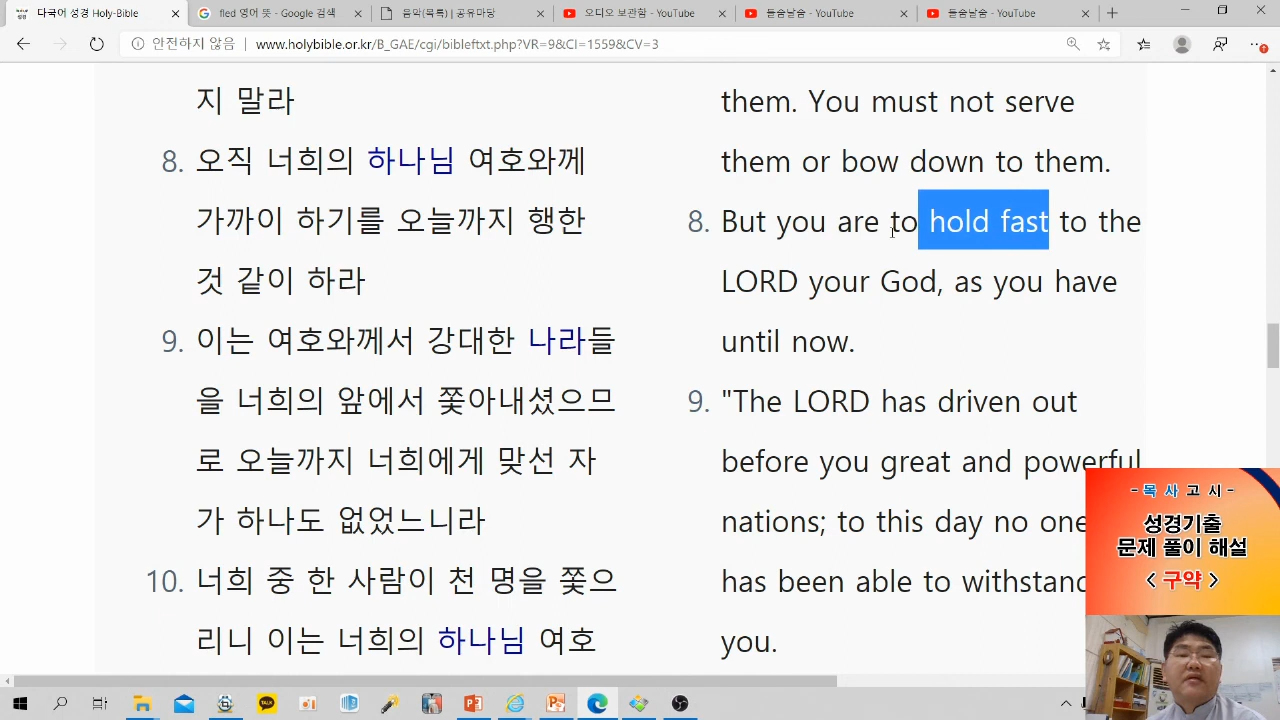 다국어 성경 Holy-Bible
fled 영어 뜻 - Google 검색
음악(목록) | 공유마당
오디오 보관함 - YouTube
들숨날숨 - YouTube
들숨날숨 - YouTube
안전하지 않음
www.holybible.or.kr/B_GAE/cgi/bibleftxt.php?VR=9&CI=1559&CV=3
지 말라
8. 오직 너희의 하나님 여호와께
가까이 하기를 오늘까지 행한
것 같이 하라
9. 이는 여호와께서 강대한 나라들
을 너희의 앞에서 쫓아내셨으므
로 오늘까지 너희에게 맞선 자
가 하나도 없었느니라
10. 너희 중 한 사람이 천 명을 쫓으
리니 이는 너희의 하나님 여호
them. You must not serve
them or bow down to them.
8. But you are to hold fast to the
LORD your God, as you have
until now.
9. "The LORD has driven out
before you great and powerful
nations; to this day no one
has been able to withstand
you.
- 목 사 고 시 -
성경기출
문제 풀이 해설
< 구약 >